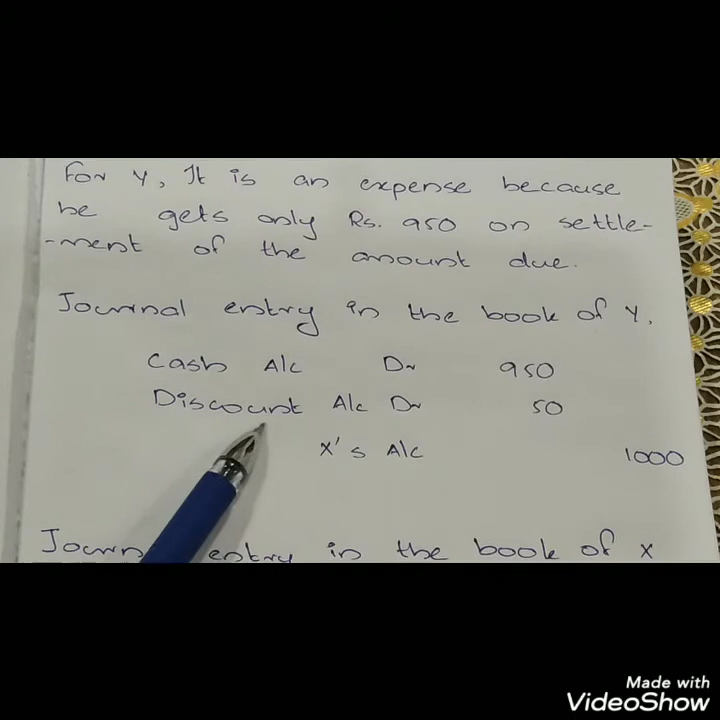 For Y, It is an expense because
he gets only Rs. 950 on settle-
-ment of the amount due.
Journal entry in the book of Y.
Cash A/c Dr 950
Discount A/c Dr 50
X's A/c 1000
Journ entry in the book of X
Made with
VideoShow